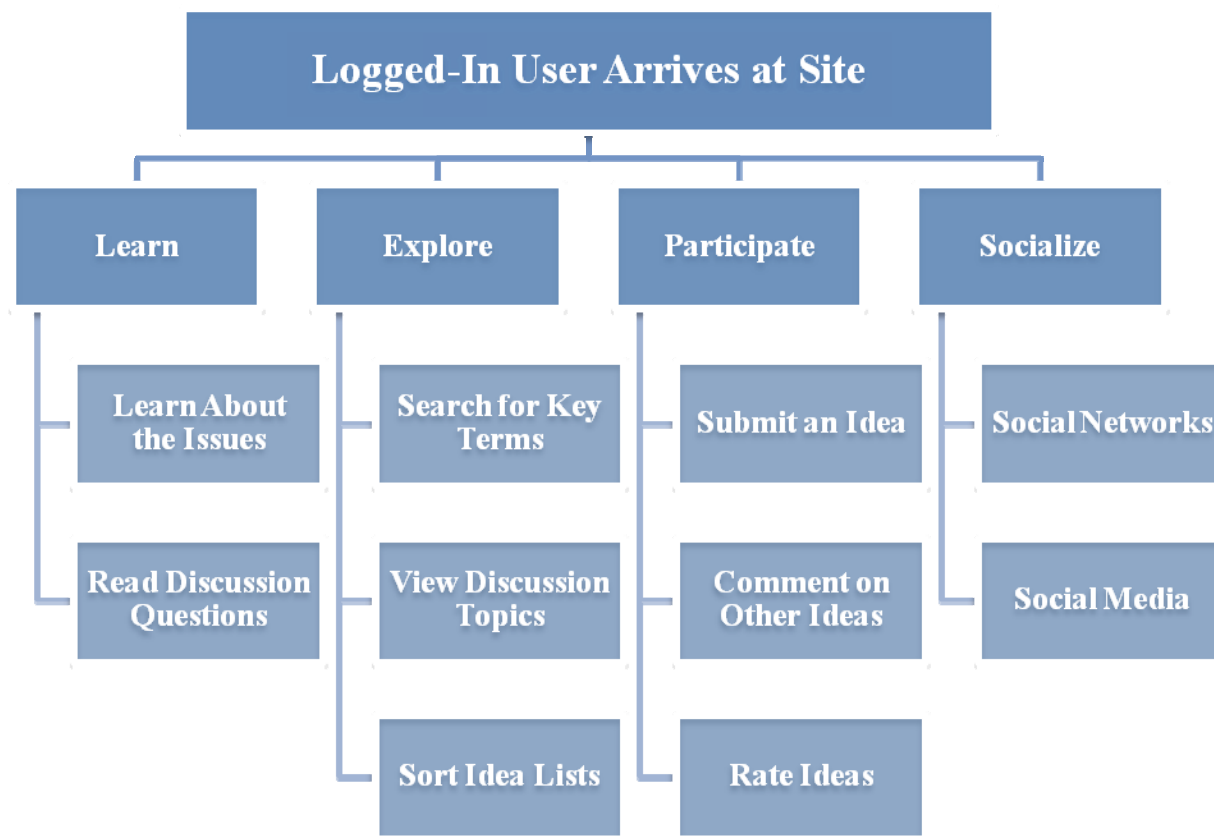 Logged-In User Arrives at Site
Learn
Explore
Participate
Socialize
Learn About
the Issues
Search for Key
Terms
Submit an Idea
Social Networks
Read Discussion
Questions
View Discussion
Topics
Comment on
Other Ideas
Social Media
Sort Idea Lists
Rate Ideas